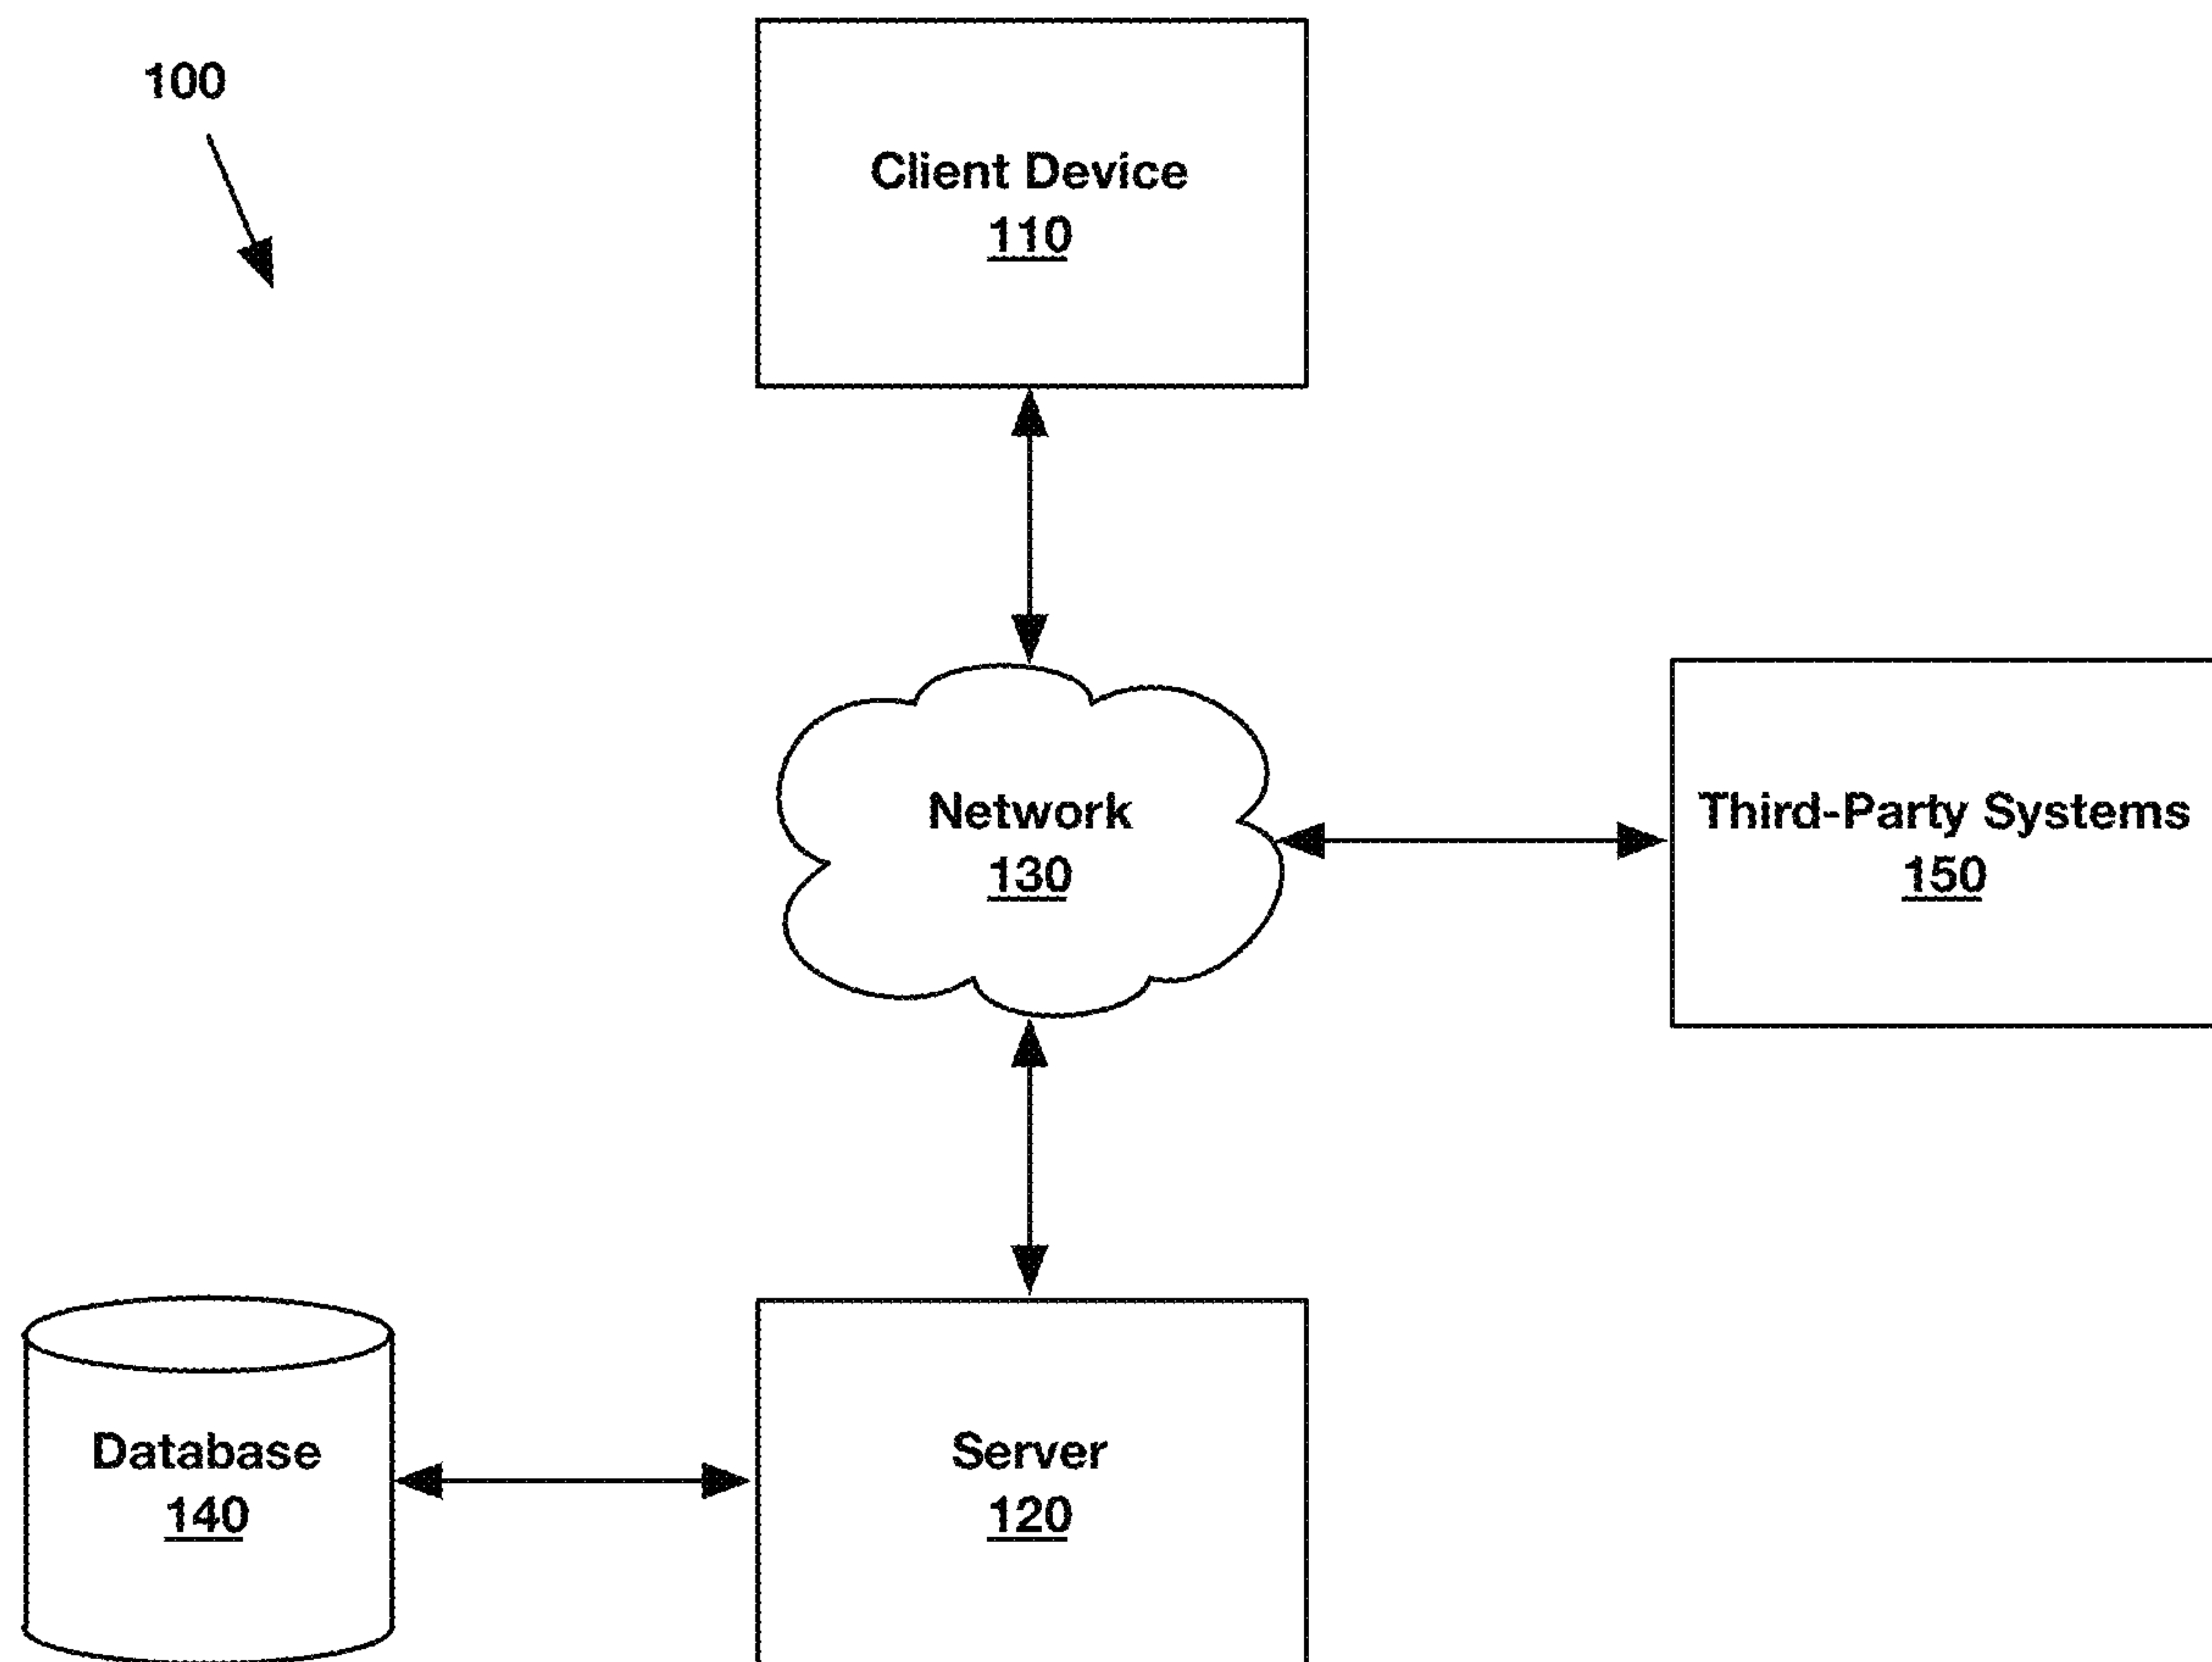 100
Client Device
110
Network
130
Third-Party Systems
150
Database
140
Server
120